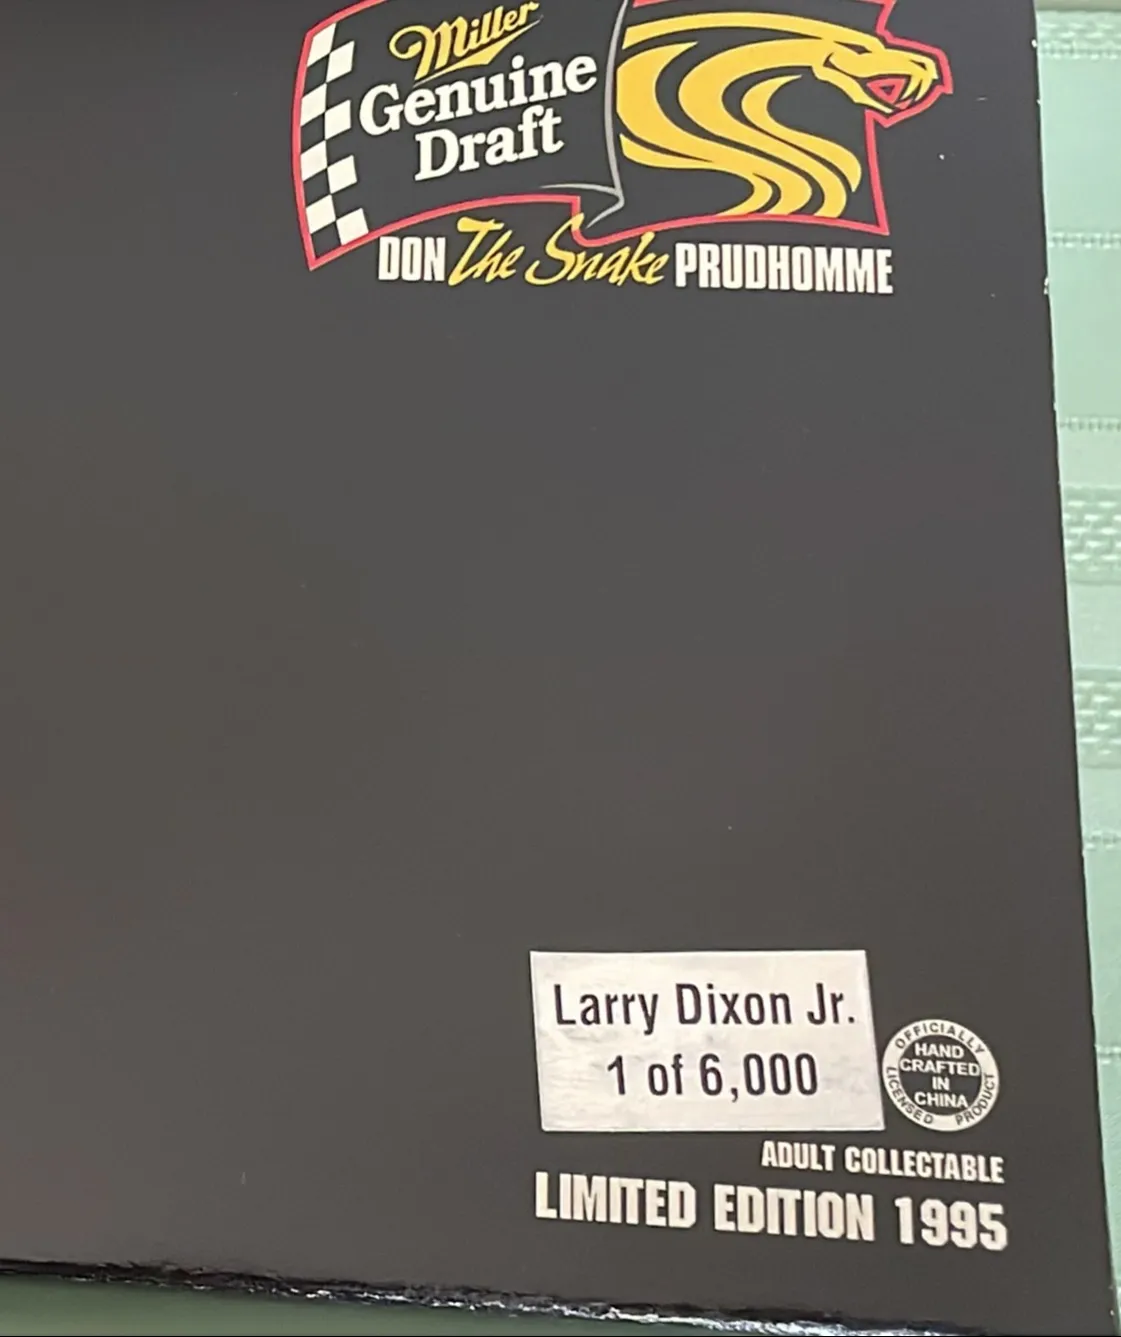 Miller
Genuine
Draft
DON The Snake PRUDHOMME
Larry Dixon Jr.
1 of 6,000
OFFICIALLY LICENSED PRODUCT
HAND
CRAFTED
IN
CHINA
ADULT COLLECTABLE
LIMITED EDITION 1995